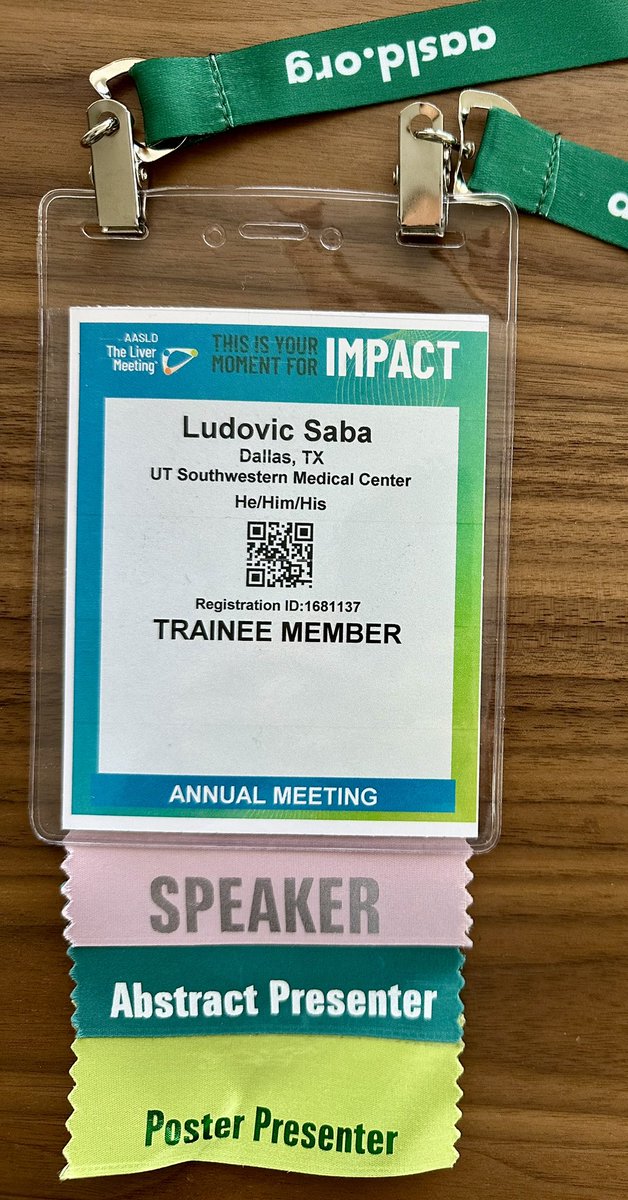 aasld.org
AASLD
The Liver
Meeting
THIS IS YOUR
MOMENT FOR
IMPACT
Ludovic Saba
Dallas, TX
UT Southwestern Medical Center
He/Him/His
Registration ID:1681137
TRAINEE MEMBER
ANNUAL MEETING
SPEAKER
Abstract Presenter
Poster Presenter